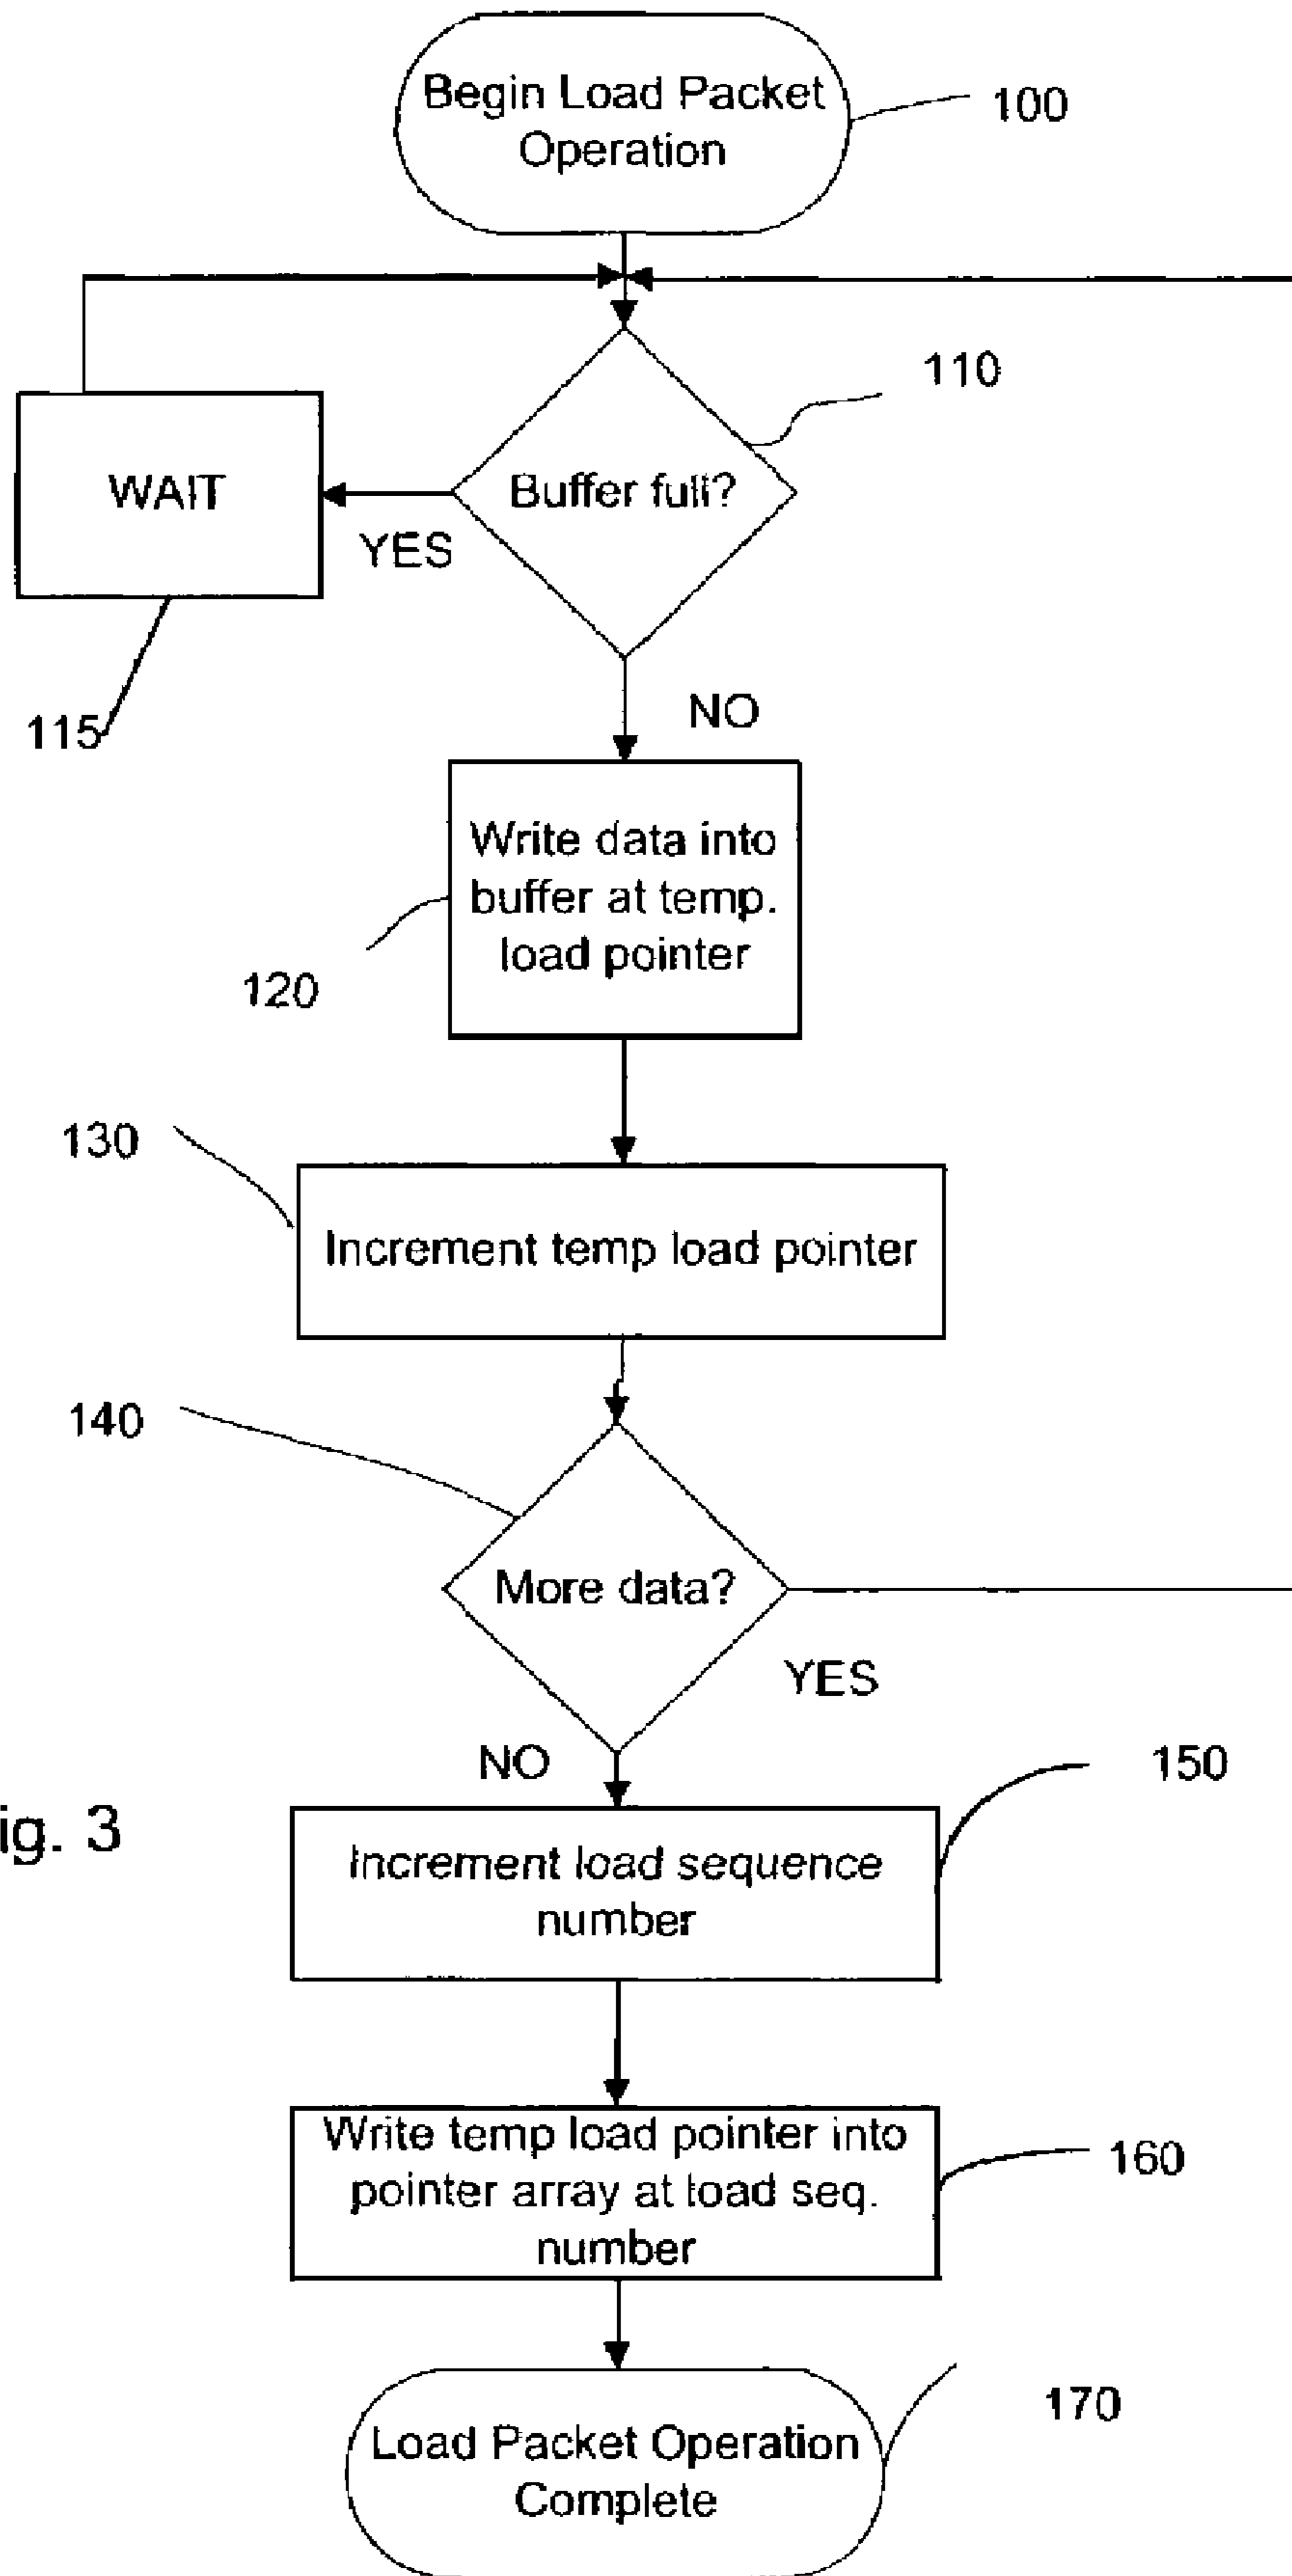 Begin Load Packet
Operation
100
110
WAIT
Buffer full?
YES
115
NO
Write data into
buffer at temp.
load pointer
120
130
Increment temp load pointer
140
More data?
YES
NO
150
ig. 3
Increment load sequence
number
Write temp load pointer into
pointer array at load seq.
number
160
170
Load Packet Operation
Complete